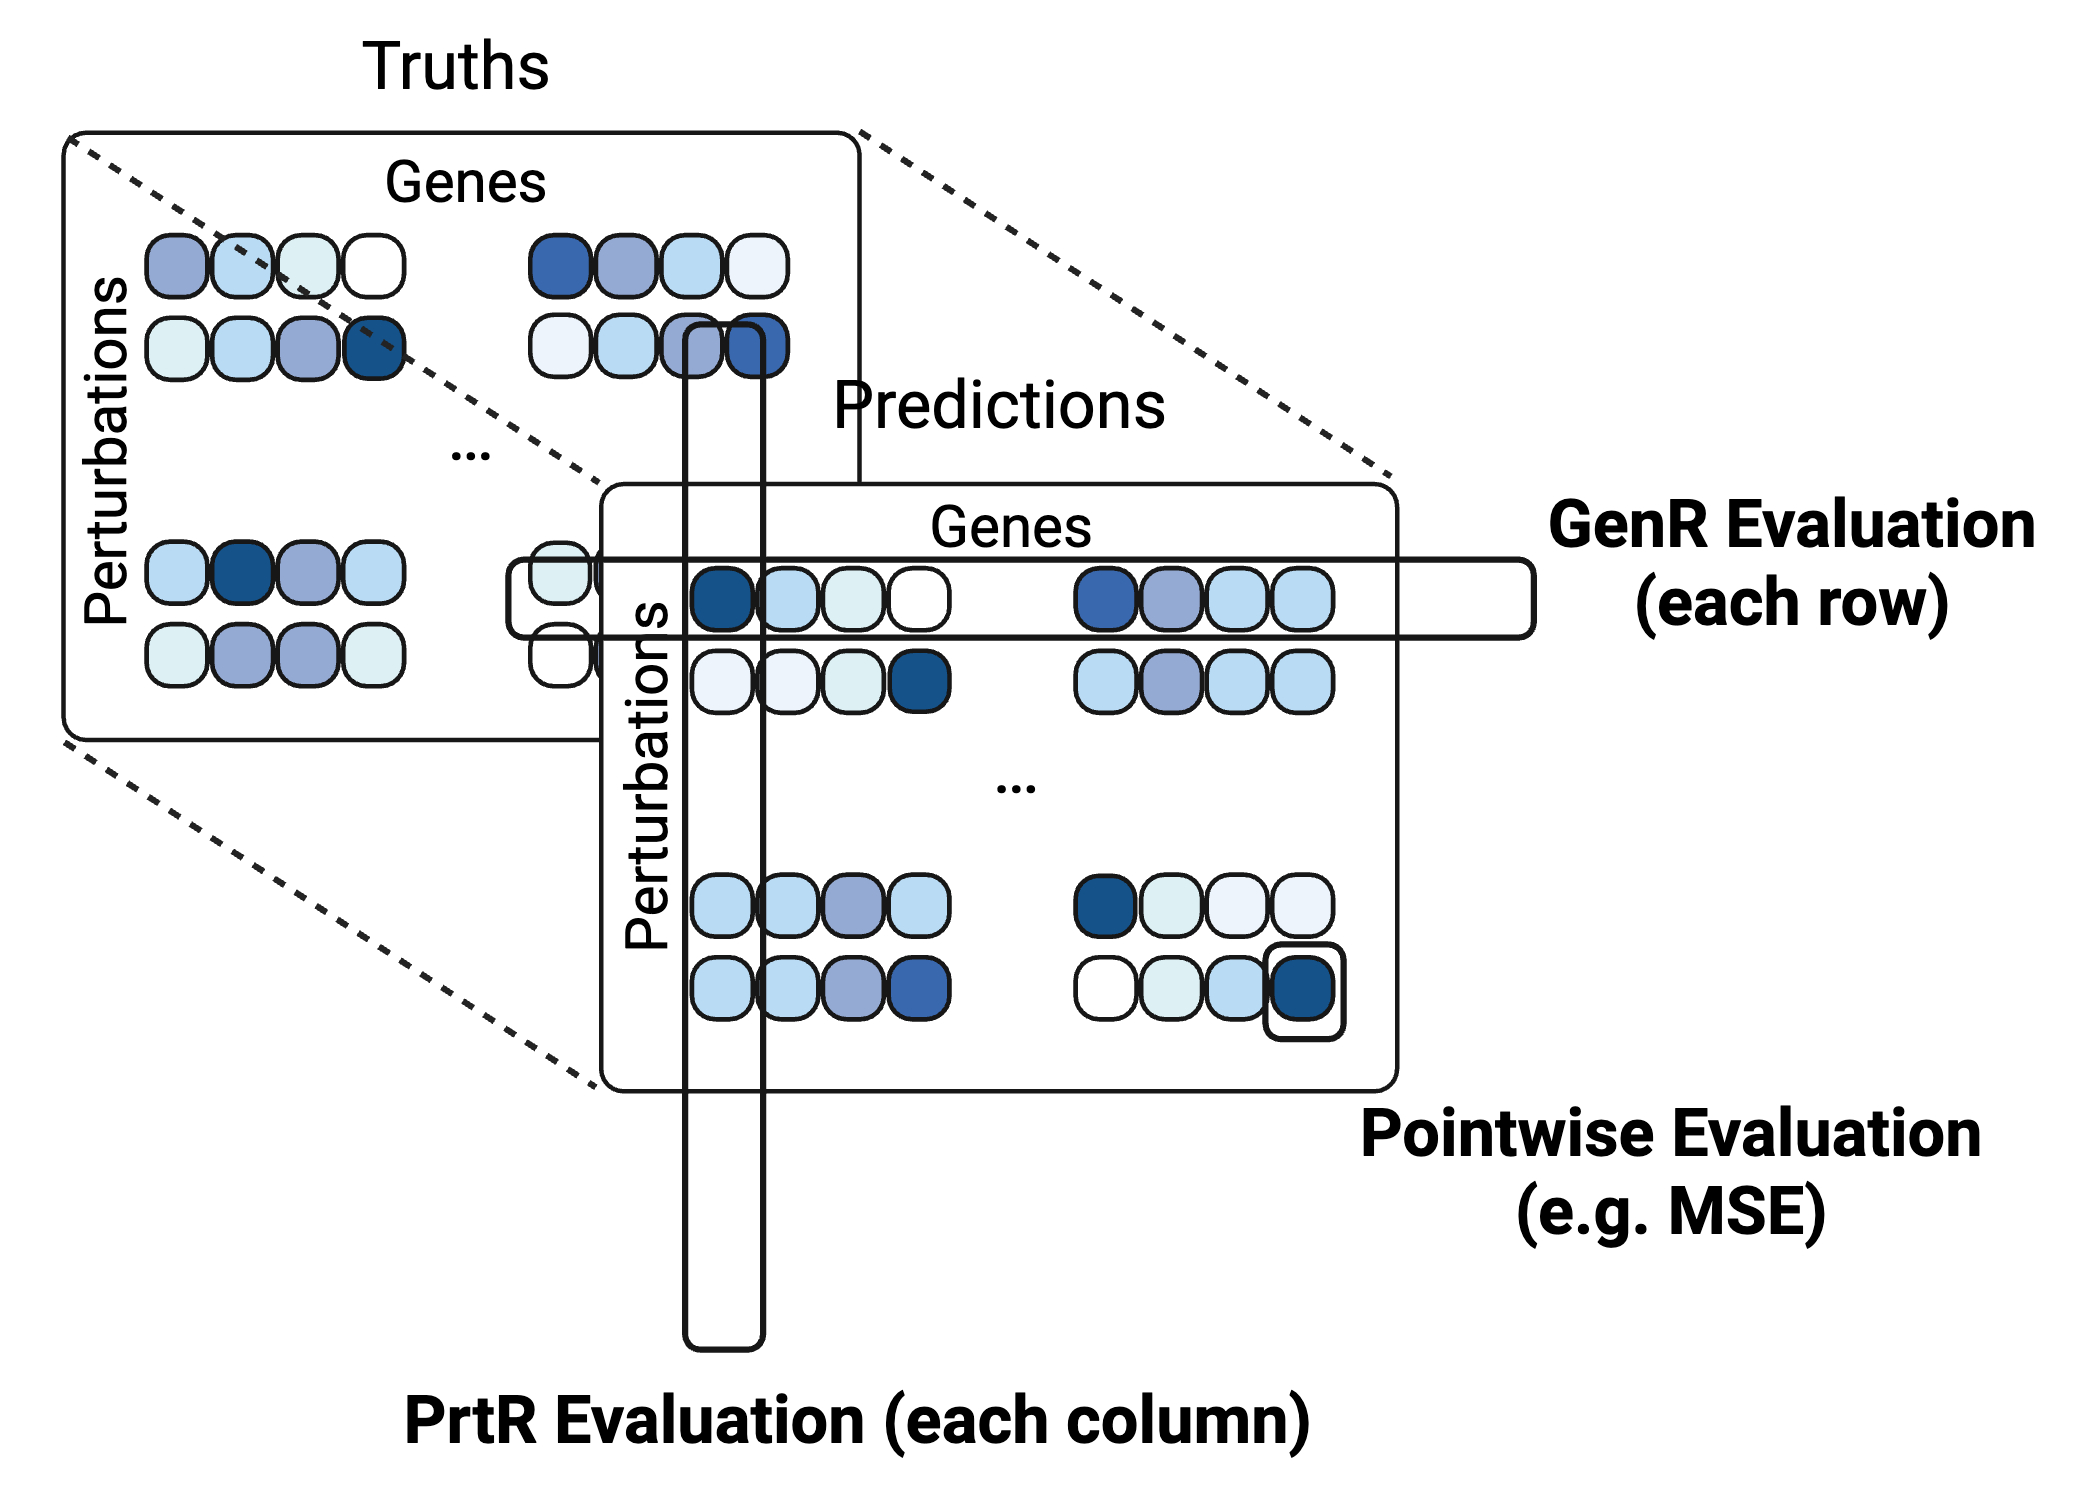 Truths
Genes
Perturbations
...
Predictions
Genes
Perturbations
...
GenR Evaluation
(each row)
Pointwise Evaluation
(e.g. MSE)
PrtR Evaluation (each column)